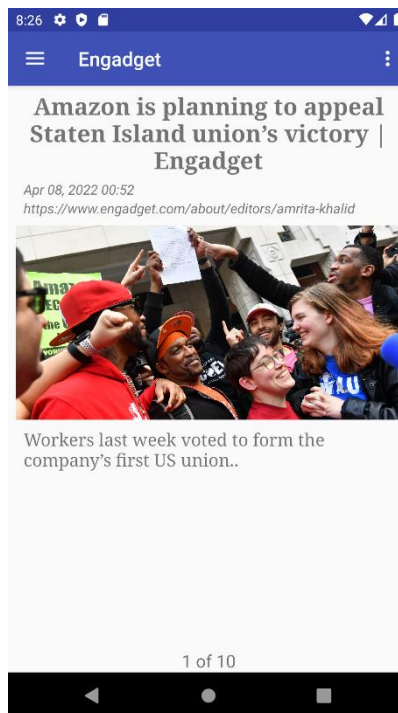 8:26
Engadget
Amazon is planning to appeal
Staten Island union’s victory |
Engadget
Apr 08, 2022 00:52
https://www.engadget.com/about/editors/amrita-khalid
Workers last week voted to form the
company’s first US union..
1 of 10